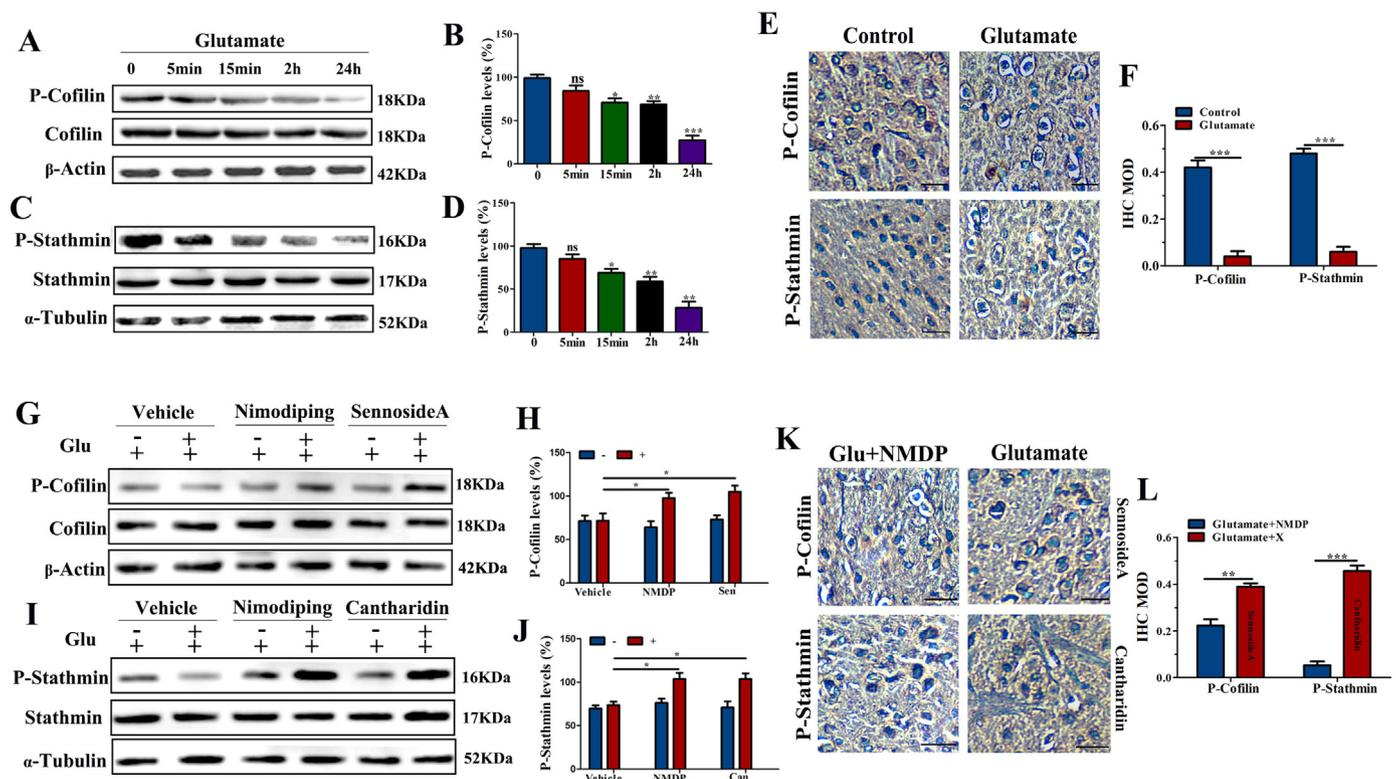 A
Glutamate
0 5min 15min 2h 24h
P-Cofilin 18KDa
Cofilin 18KDa
β-Actin 42KDa
B
P-Cofilin levels (%)
150
100
50
0
ns * ** ***
0 5min 15min 2h 24h
C
P-Stathmin 16KDa
Stathmin 17KDa
α-Tubulin 52KDa
D
P-Stathmin levels (%)
150
100
50
0
ns * ** **
0 5min 15min 2h 24h
E
Control Glutamate
P-Cofilin
P-Stathmin
F
Control
Glutamate
IHC MOD
0.6
0.4
0.2
0.0
*** ***
P-Cofilin P-Stathmin
G
Vehicle Nimodiping SennosideA
- + - + - +
Glu + + + + + +
P-Cofilin 18KDa
Cofilin 18KDa
β-Actin 42KDa
H
- +
P-Cofilin levels (%)
150
100
50
0
*
*
Vehicle NMDP Sen
I
Vehicle Nimodiping Cantharidin
- + - + - +
Glu + + + + + +
P-Stathmin 16KDa
Stathmin 17KDa
α-Tubulin 52KDa
J
- +
P-Stathmin levels (%)
150
100
50
0
*
*
Vehicle NMDP Can
K
Glu+NMDP Glutamate
P-Cofilin SennosideA
P-Stathmin Cantharidin
L
Glutamate+NMDP
Glutamate+X
IHC MOD
0.6
0.4
0.2
0.0
** ***
SennosideA Cantharidin
P-Cofilin P-Stathmin